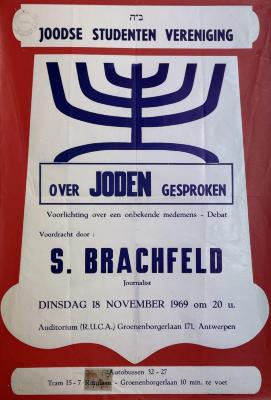 ב״ה
JOODSE STUDENTEN VERENIGING
OVER JODEN GESPROKEN
Voorlichting over een onbekende medemens - Debat
Voordracht door :
S. BRACHFELD
Journalist
DINSDAG 18 NOVEMBER 1969 om 20 u.
Auditorium (R.U.C.A.) Groenenborgerlaan 171, Antwerpen
Autobussen 32 - 27
Tram 15 - 7 - Groenenborgerlaan 10 min. te voet